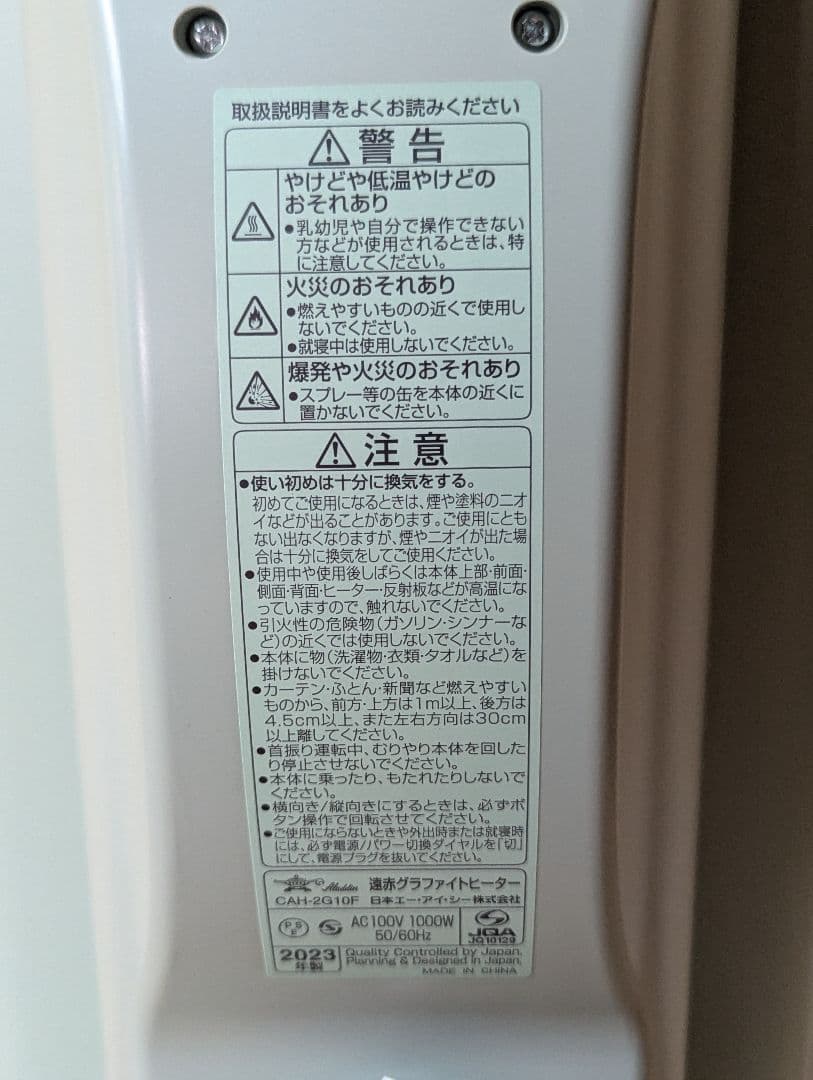 取扱説明書をよくお読みください
警告
やけどや低温やけどの
おそれあり
●乳幼児や自分で操作できない
方などが使用されるときは、特
に注意してください。
火災のおそれあり
●燃えやすいものの近くで使用し
ないでください。
●就寝中は使用しないでください。
爆発や火災のおそれあり
●スプレー等の缶を本体の近くに
置かないでください。
注意
●使い初めは十分に換気をする。
初めてご使用になるときは、煙や塗料のニオ
イなどが出ることがあります。ご使用にとも
ない出なくなりますが、煙やニオイが出た場
合は十分に換気をしてご使用ください。
●使用中や使用後しばらくは本体上部・前面・
側面・背面・ヒーター・反射板などが高温にな
っていますので、触れないでください。
●引火性の危険物(ガソリン・シンナーな
ど)の近くでは使用しないでください。
●本体に物(洗濯物・衣類・タオルなど)を
掛けないでください。
●カーテン・ふとん・新聞など燃えやすい
ものから、前方・上方は1m以上、後方は
4.5cm以上、また左右方向は30cm
以上離してください。
●首振り運転中、むりやり本体を回した
り停止させないでください。
●本体に乗ったり、もたれたりしないで
ください。
●横向き/縦向きにするときは、必ずボ
タン操作で回転させてください。
●ご使用にならないときや外出時または就寝時
には、必ず電源/パワー切換ダイヤルを「切」
にして、電源プラグを抜いてください。
Aladdin 遠赤グラファイトヒーター
CAH-2G10F 日本エー・アイ・シー株式会社
PSE AC100V 1000W
50/60Hz
JQA
JQ10129
2023
年製
Quality Controlled by Japan.
Planning & Designed in Japan.
MADE IN CHINA